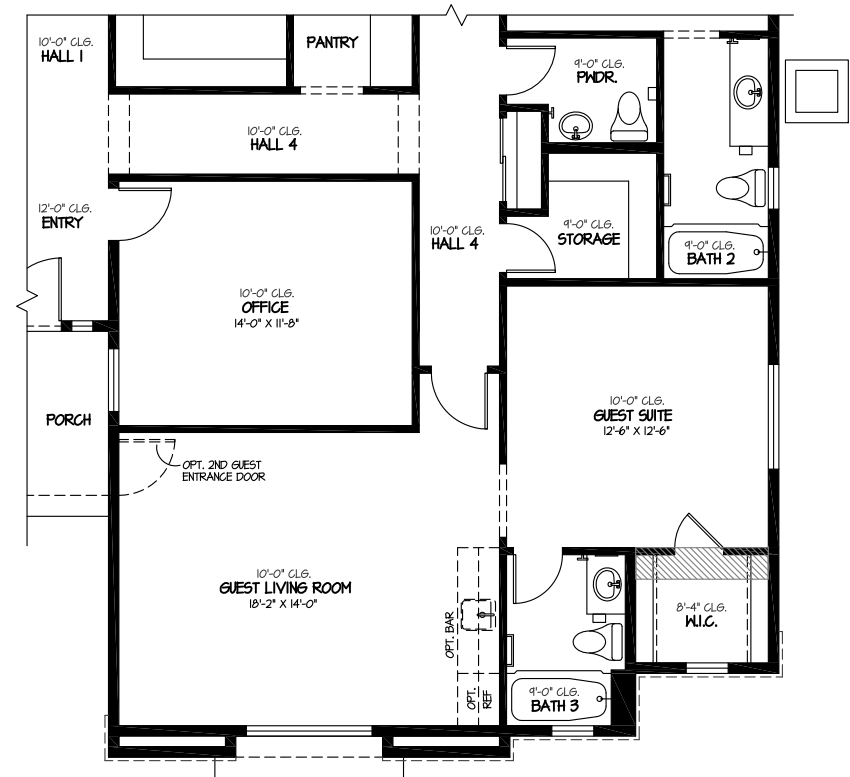 10'-0" CLG.
HALL 1
PANTRY
9'-0" CLG.
PWDR.
10'-0" CLG.
HALL 4
12'-0" CLG.
ENTRY
10'-0" CLG.
HALL 4
9'-0" CLG.
STORAGE
9'-0" CLG.
BATH 2
10'-0" CLG.
OFFICE
14'-0" X 11'-8"
PORCH
10'-0" CLG.
GUEST SUITE
12'-6" X 12'-6"
OPT. 2ND GUEST
ENTRANCE DOOR
10'-0" CLG.
GUEST LIVING ROOM
18'-2" X 14'-0"
OPT. BAR
OPT.
REF
8'-4" CLG.
W.I.C.
9'-0" CLG.
BATH 3